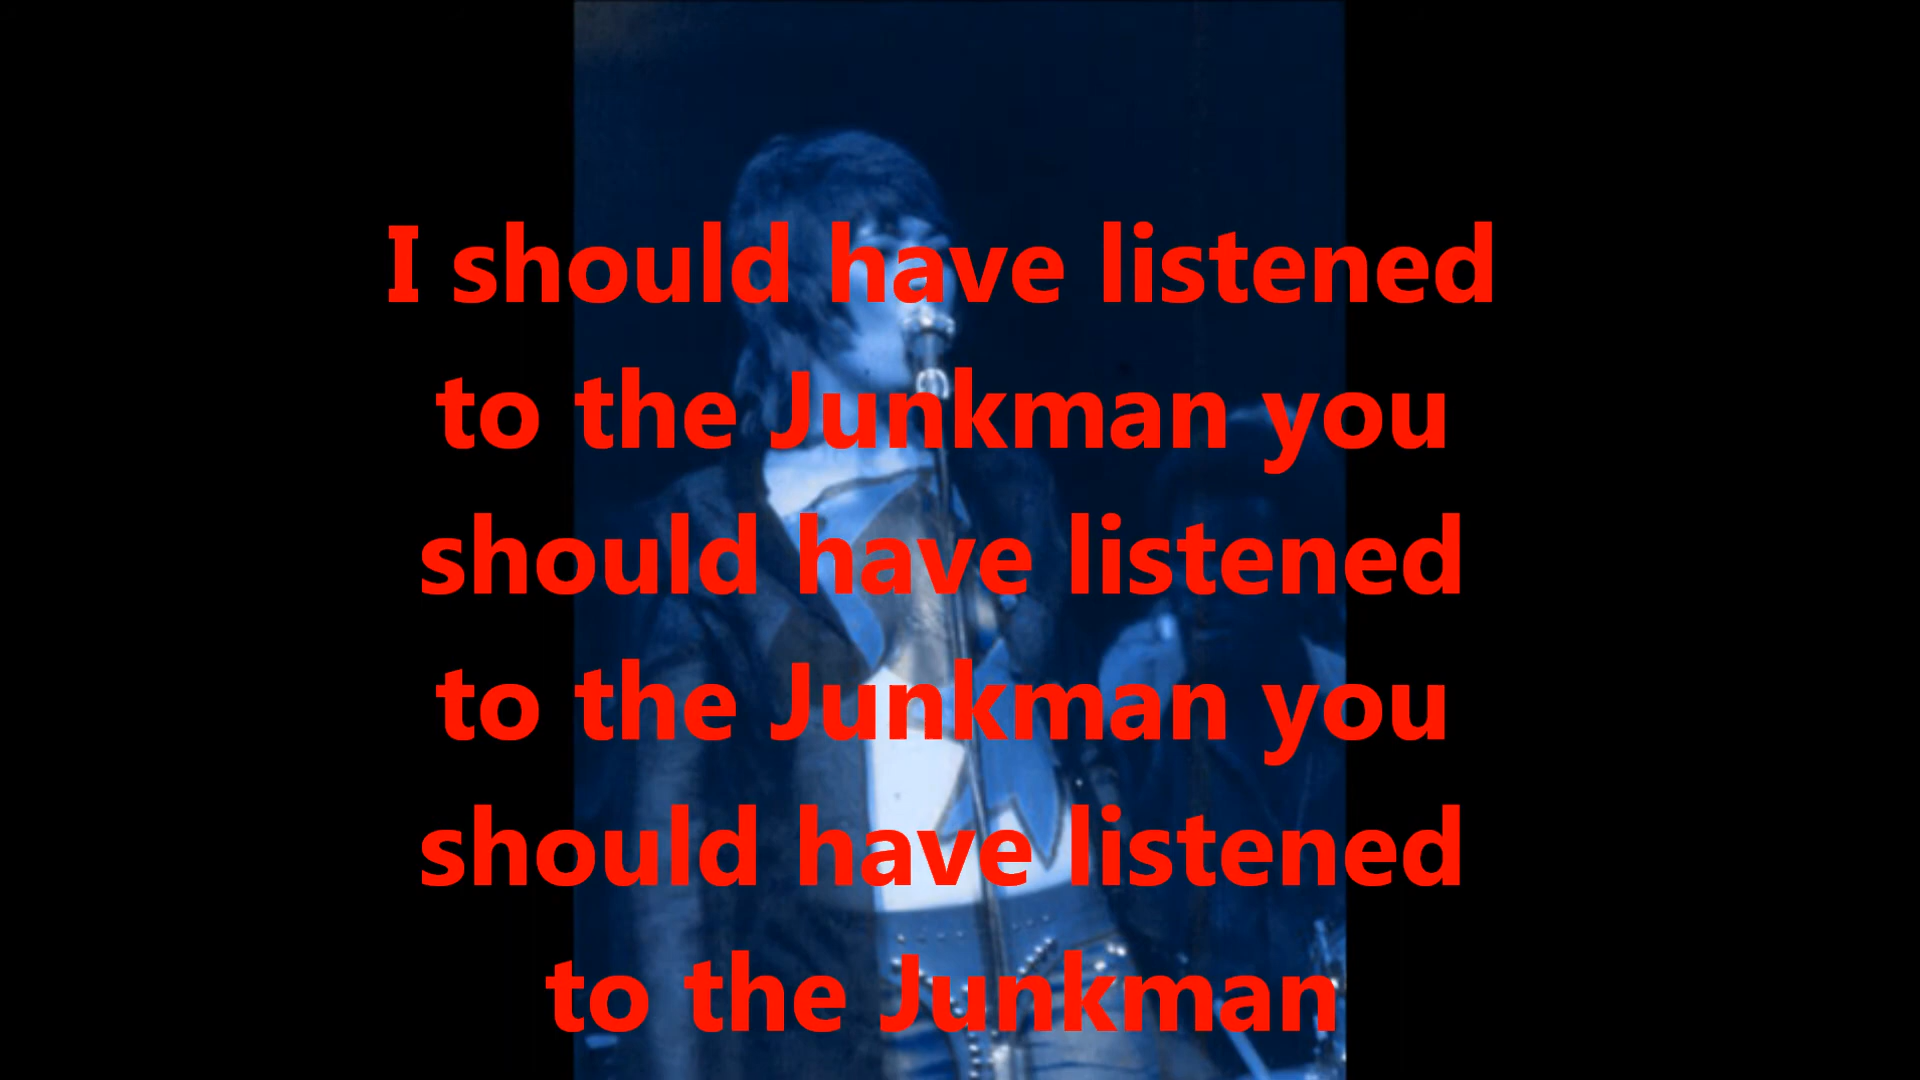 I should have listened
to the Junkman you
should have listened
to the Junkman you
should have listened
to the Junkman